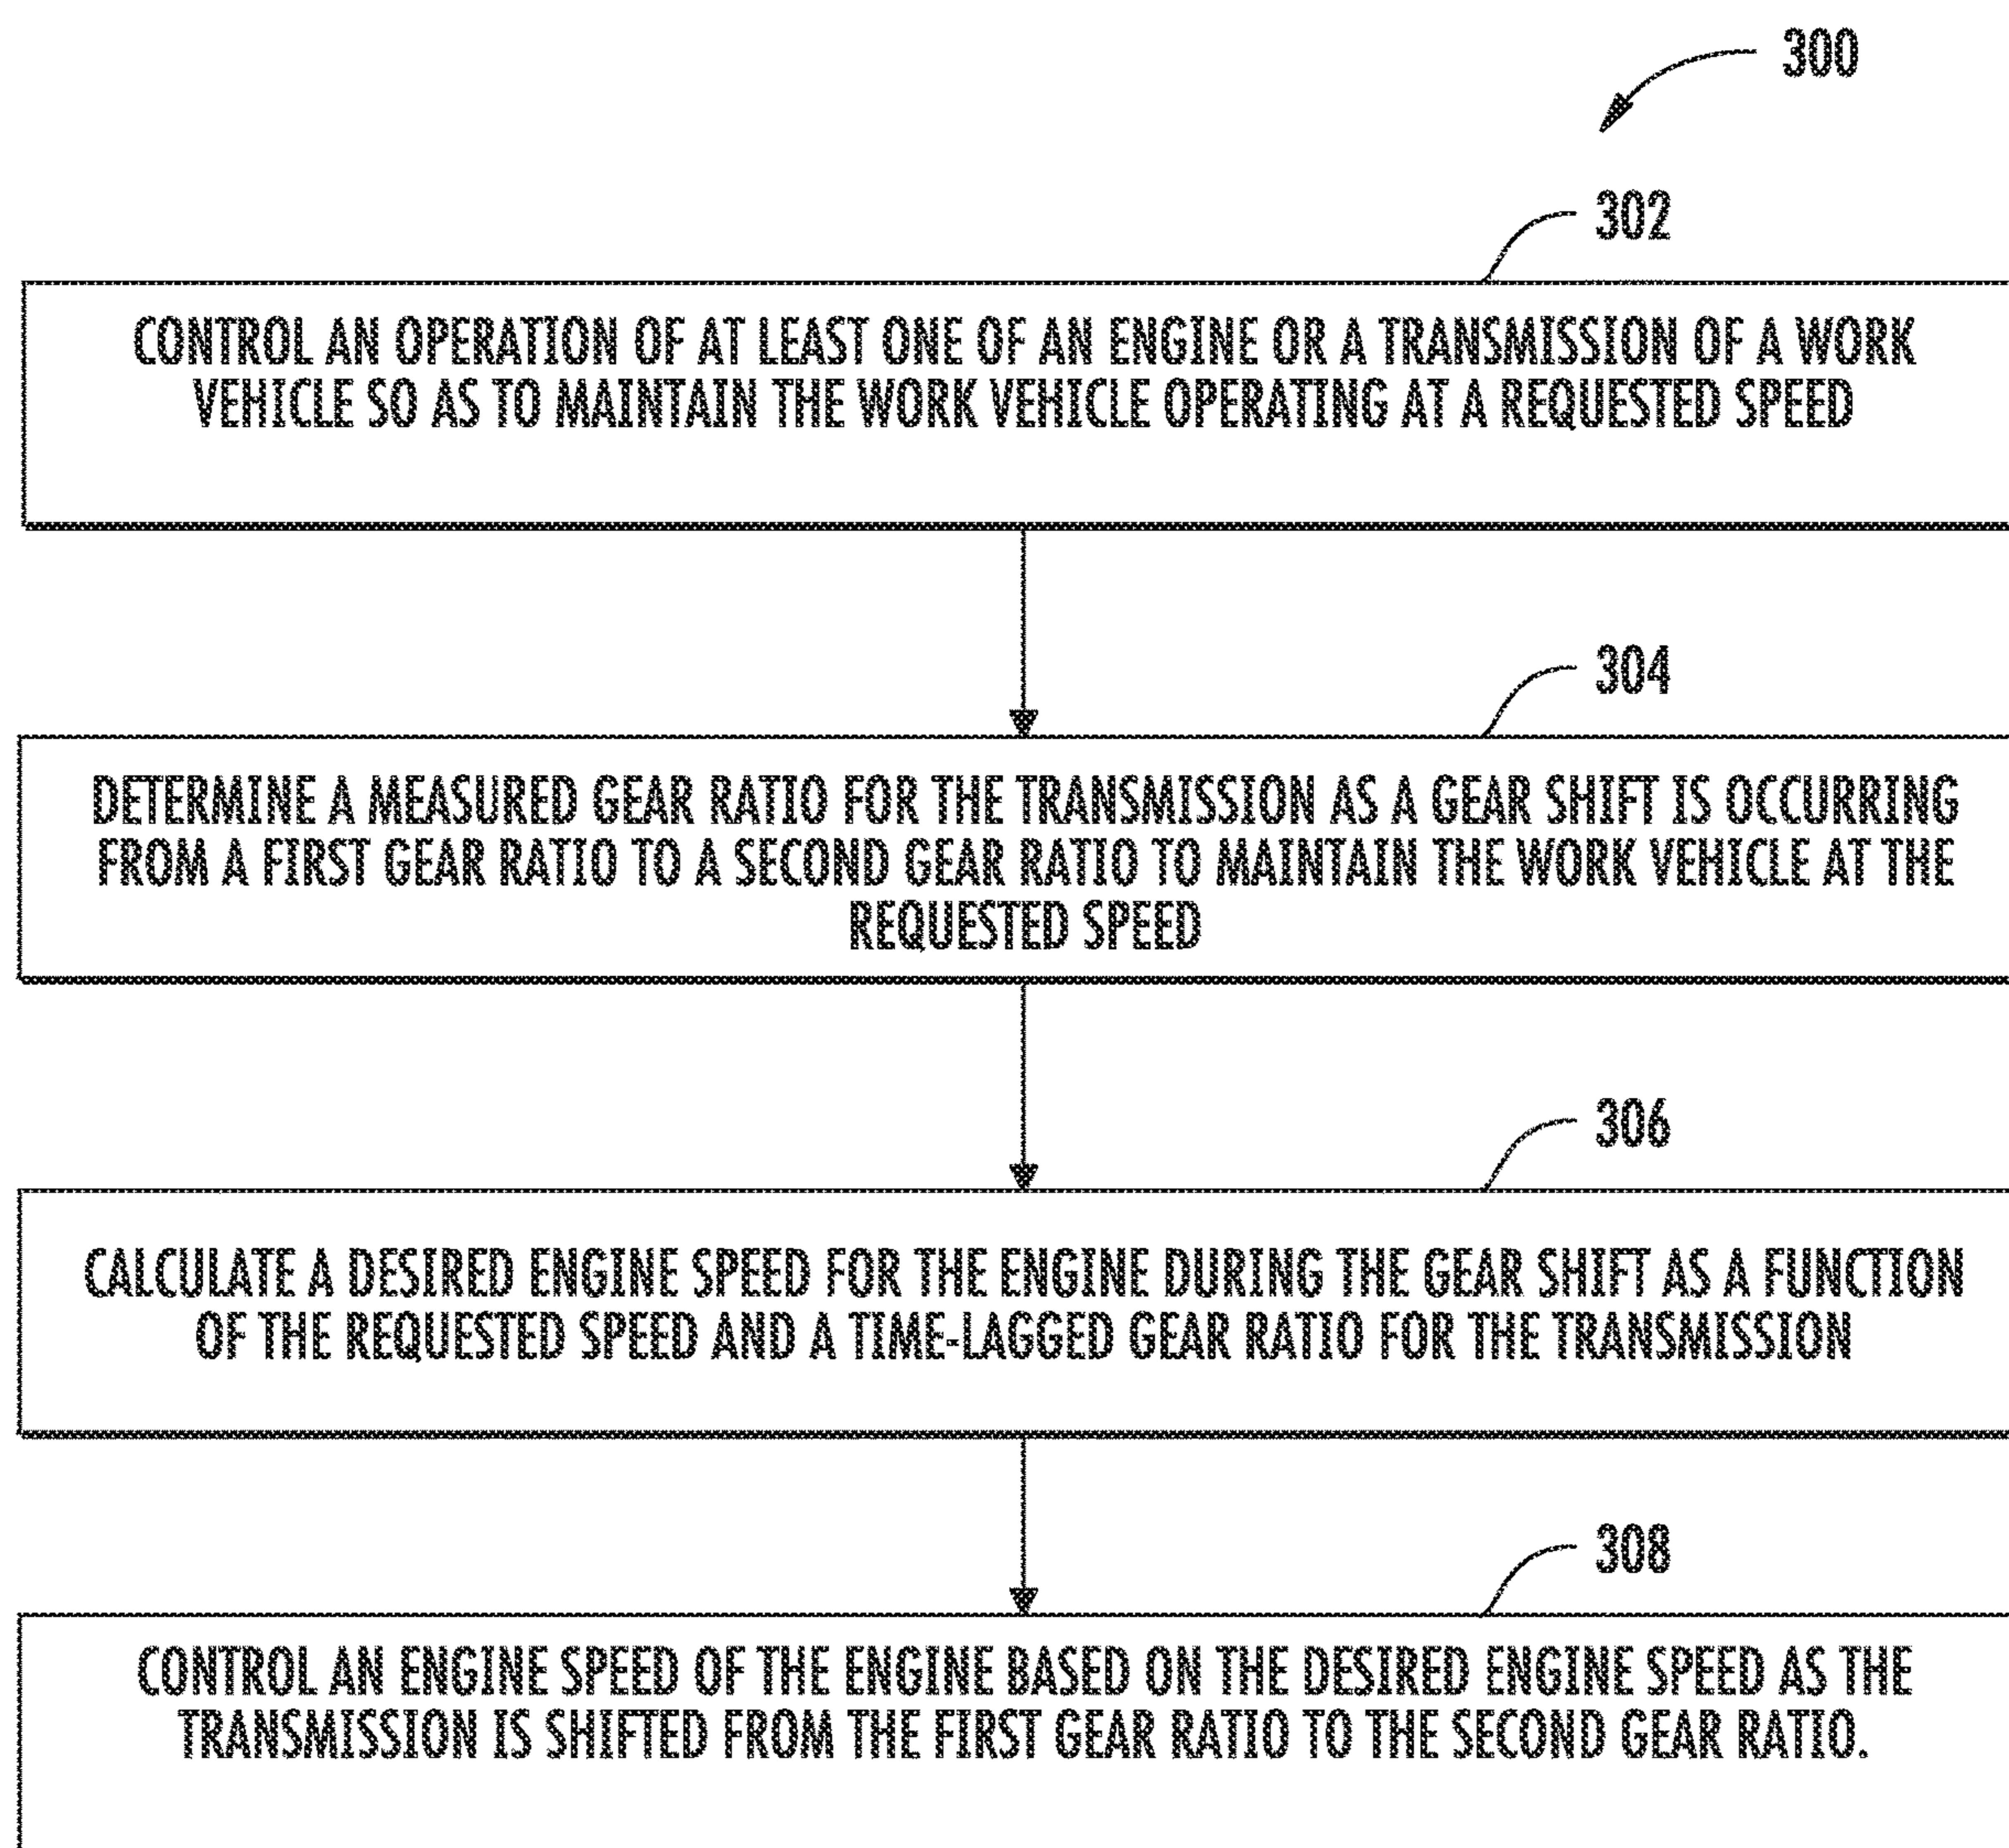 300
302
CONTROL AN OPERATION OF AT LEAST ONE OF AN ENGINE OR A TRANSMISSION OF A WORK
VEHICLE SO AS TO MAINTAIN THE WORK VEHICLE OPERATING AT A REQUESTED SPEED
304
DETERMINE A MEASURED GEAR RATIO FOR THE TRANSMISSION AS A GEAR SHIFT IS OCCURRING
FROM A FIRST GEAR RATIO TO A SECOND GEAR RATIO TO MAINTAIN THE WORK VEHICLE AT THE
REQUESTED SPEED
306
CALCULATE A DESIRED ENGINE SPEED FOR THE ENGINE DURING THE GEAR SHIFT AS A FUNCTION
OF THE REQUESTED SPEED AND A TIME-LAGGED GEAR RATIO FOR THE TRANSMISSION
308
CONTROL AN ENGINE SPEED OF THE ENGINE BASED ON THE DESIRED ENGINE SPEED AS THE
TRANSMISSION IS SHIFTED FROM THE FIRST GEAR RATIO TO THE SECOND GEAR RATIO.